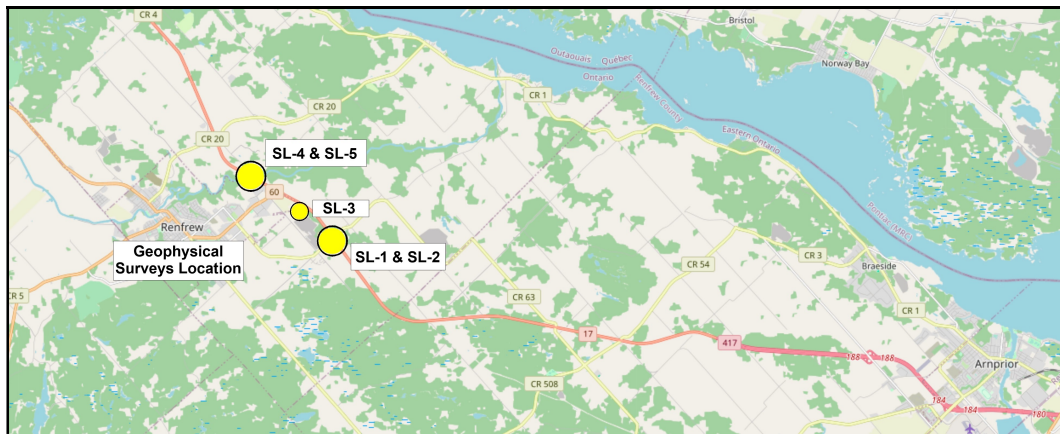 CR 4
Bristol
Norway Bay
Outaouais
Québec
Ontario
Renfrew County
CR 1
CR 20
CR 20
Eastern Ontario
SL-4 & SL-5
60
SL-3
Renfrew
Pontiac (MRC)
Geophysical
Surveys Location
SL-1 & SL-2
CR 3
CR 54
Braeside
CR 5
CR 63
CR 1
17
417
188
188
Arnprior
CR 508
184
184
180